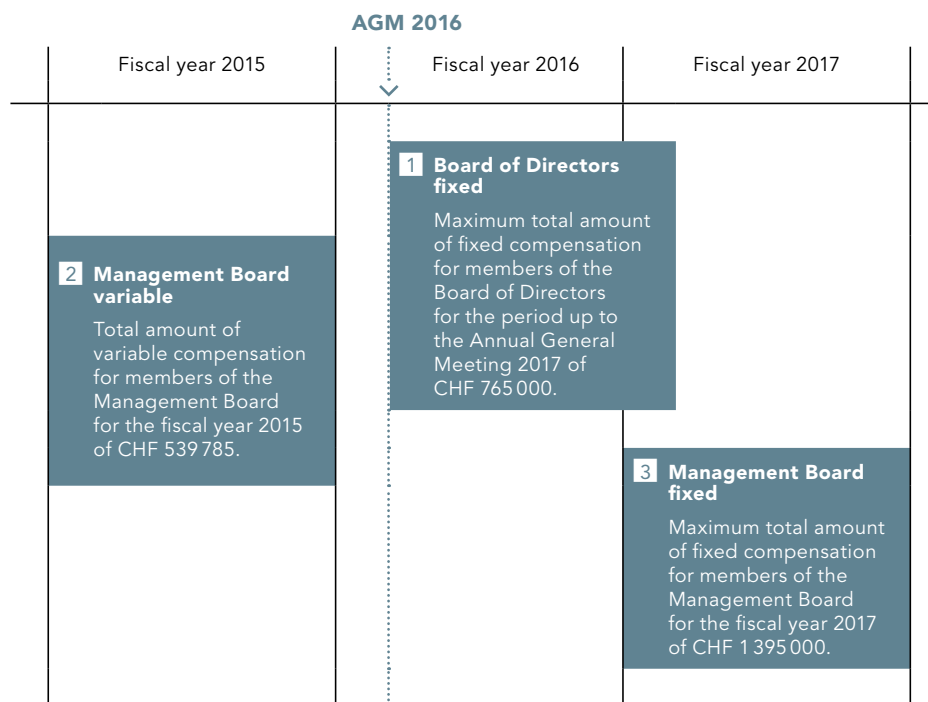 AGM 2016
Fiscal year 2015
Fiscal year 2016
Fiscal year 2017
1 Board of Directors
fixed
Maximum total amount
of fixed compensation
for members of the
Board of Directors
for the period up to
the Annual General
Meeting 2017 of
CHF 765 000.
2 Management Board
variable
Total amount of
variable compensation
for members of the
Management Board
for the fiscal year 2015
of CHF 539 785.
3 Management Board
fixed
Maximum total amount
of fixed compensation
for members of the
Management Board
for the fiscal year 2017
of CHF 1 395 000.